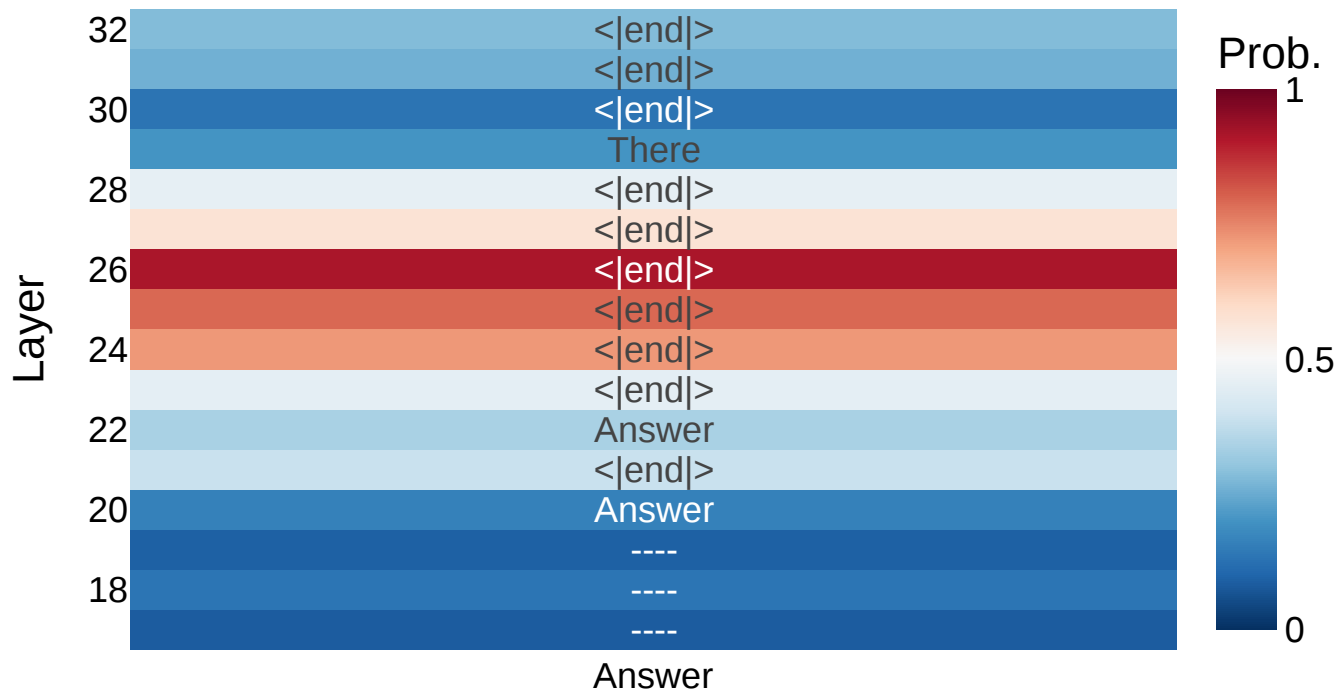 32
<|end|>
<|end|>
30
<|end|>
There
28
<|end|>
<|end|>
26
<|end|>
<|end|>
24
<|end|>
<|end|>
22
Answer
<|end|>
20
Answer
----
18
----
----
Answer
Layer
Prob.
1
0.5
0